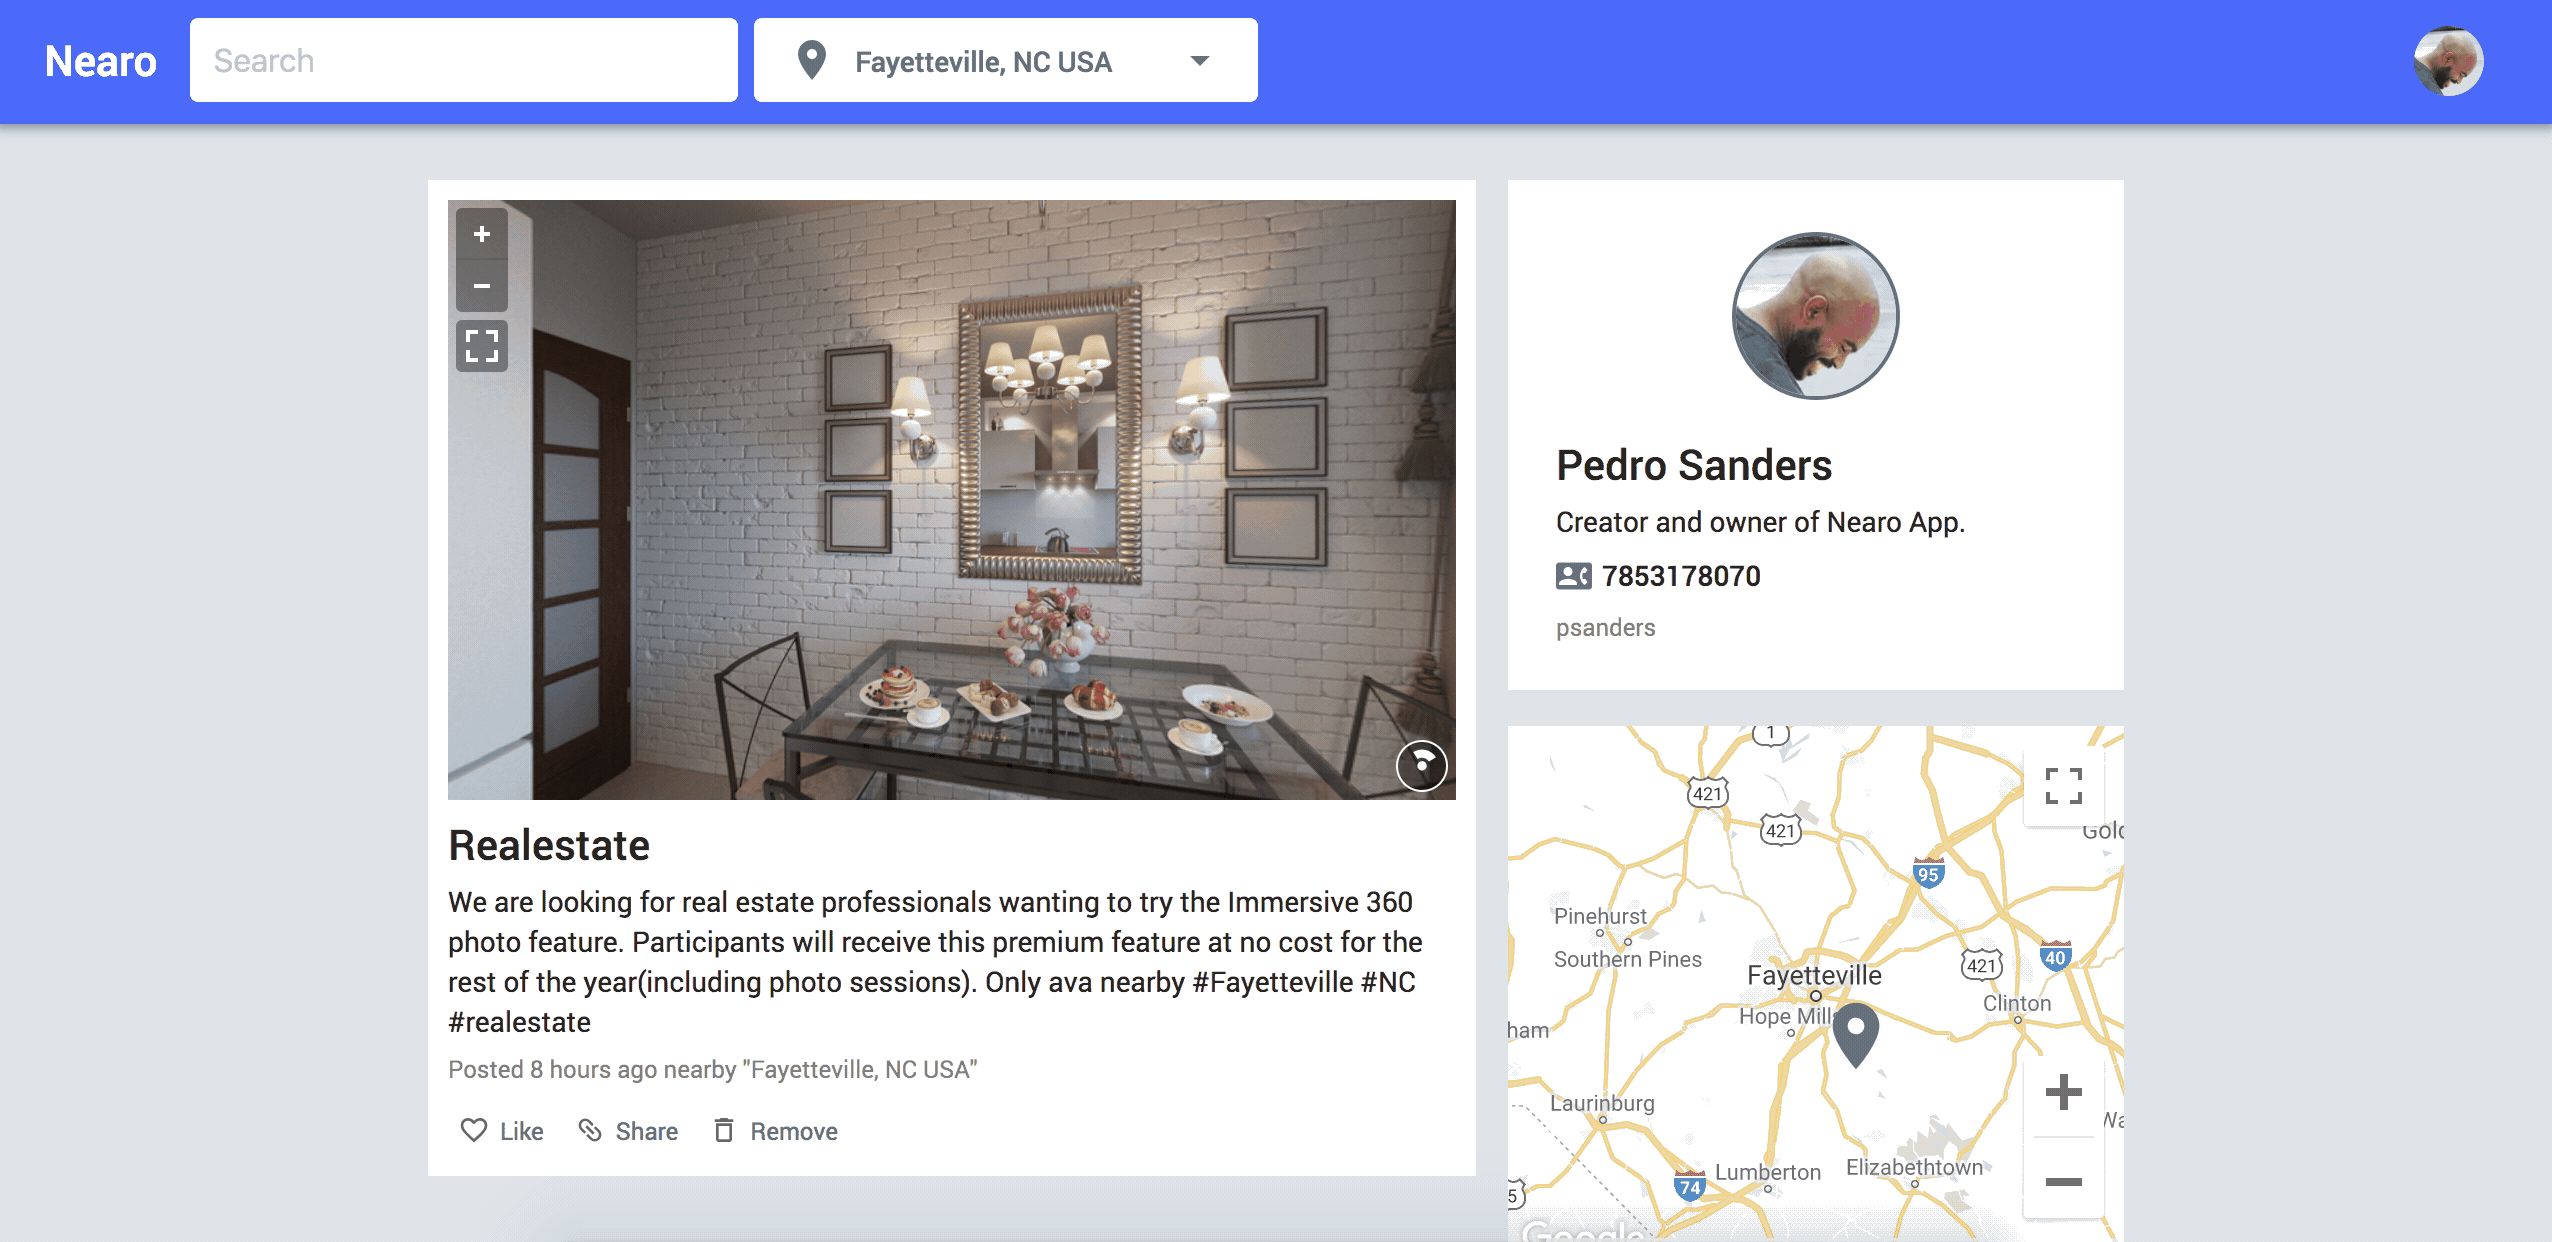 Nearo
Search
Fayetteville, NC USA
Realestate
We are looking for real estate professionals wanting to try the Immersive 360
photo feature. Participants will receive this premium feature at no cost for the
rest of the year(including photo sessions). Only ava nearby #Fayetteville #NC
#realestate
Posted 8 hours ago nearby "Fayetteville, NC USA"
Like Share Remove
Pedro Sanders
Creator and owner of Nearo App.
7853178070
psanders
1
421
421
Gold
95
Pinehurst
Southern Pines
421
40
Fayetteville
Clinton
Hope Mills
ham
Laurinburg
Wa
Lumberton
Elizabethtown
74
5
Google